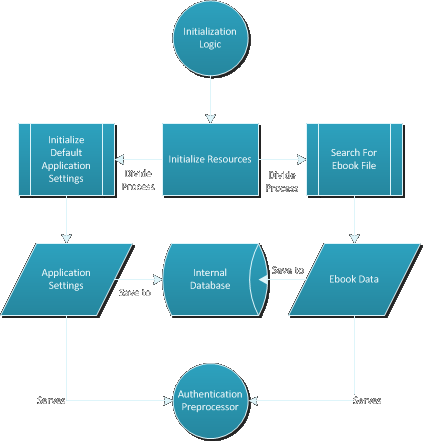 Initialization
Logic
Initialize
Default
Application
Settings
Divide
Process
Initialize Resources
Divide
Process
Search For
Ebook File
Application
Settings
Save to
Internal
Database
Save to
Ebook Data
Serves
Authentication
Preprocessor
Serves